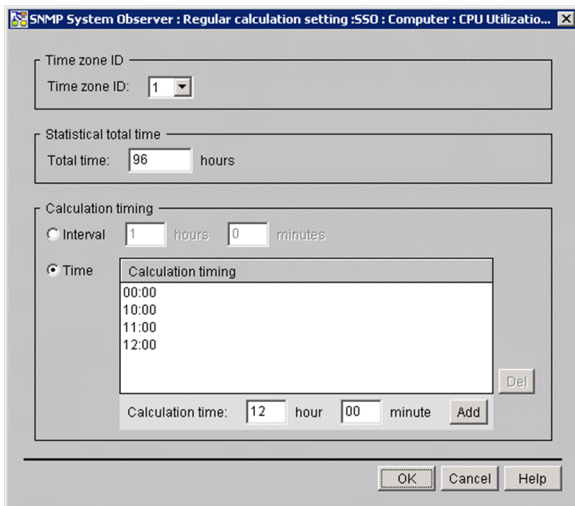 SNMP System Observer : Regular calculation setting :SSO : Computer : CPU Utilizatio...
Time zone ID
Time zone ID: 1
Statistical total time
Total time: 96 hours
Calculation timing
Interval 1 hours 0 minutes
Time
Calculation timing
00:00
10:00
11:00
12:00
Del
Calculation time: 12 hour 00 minute Add
OK Cancel Help